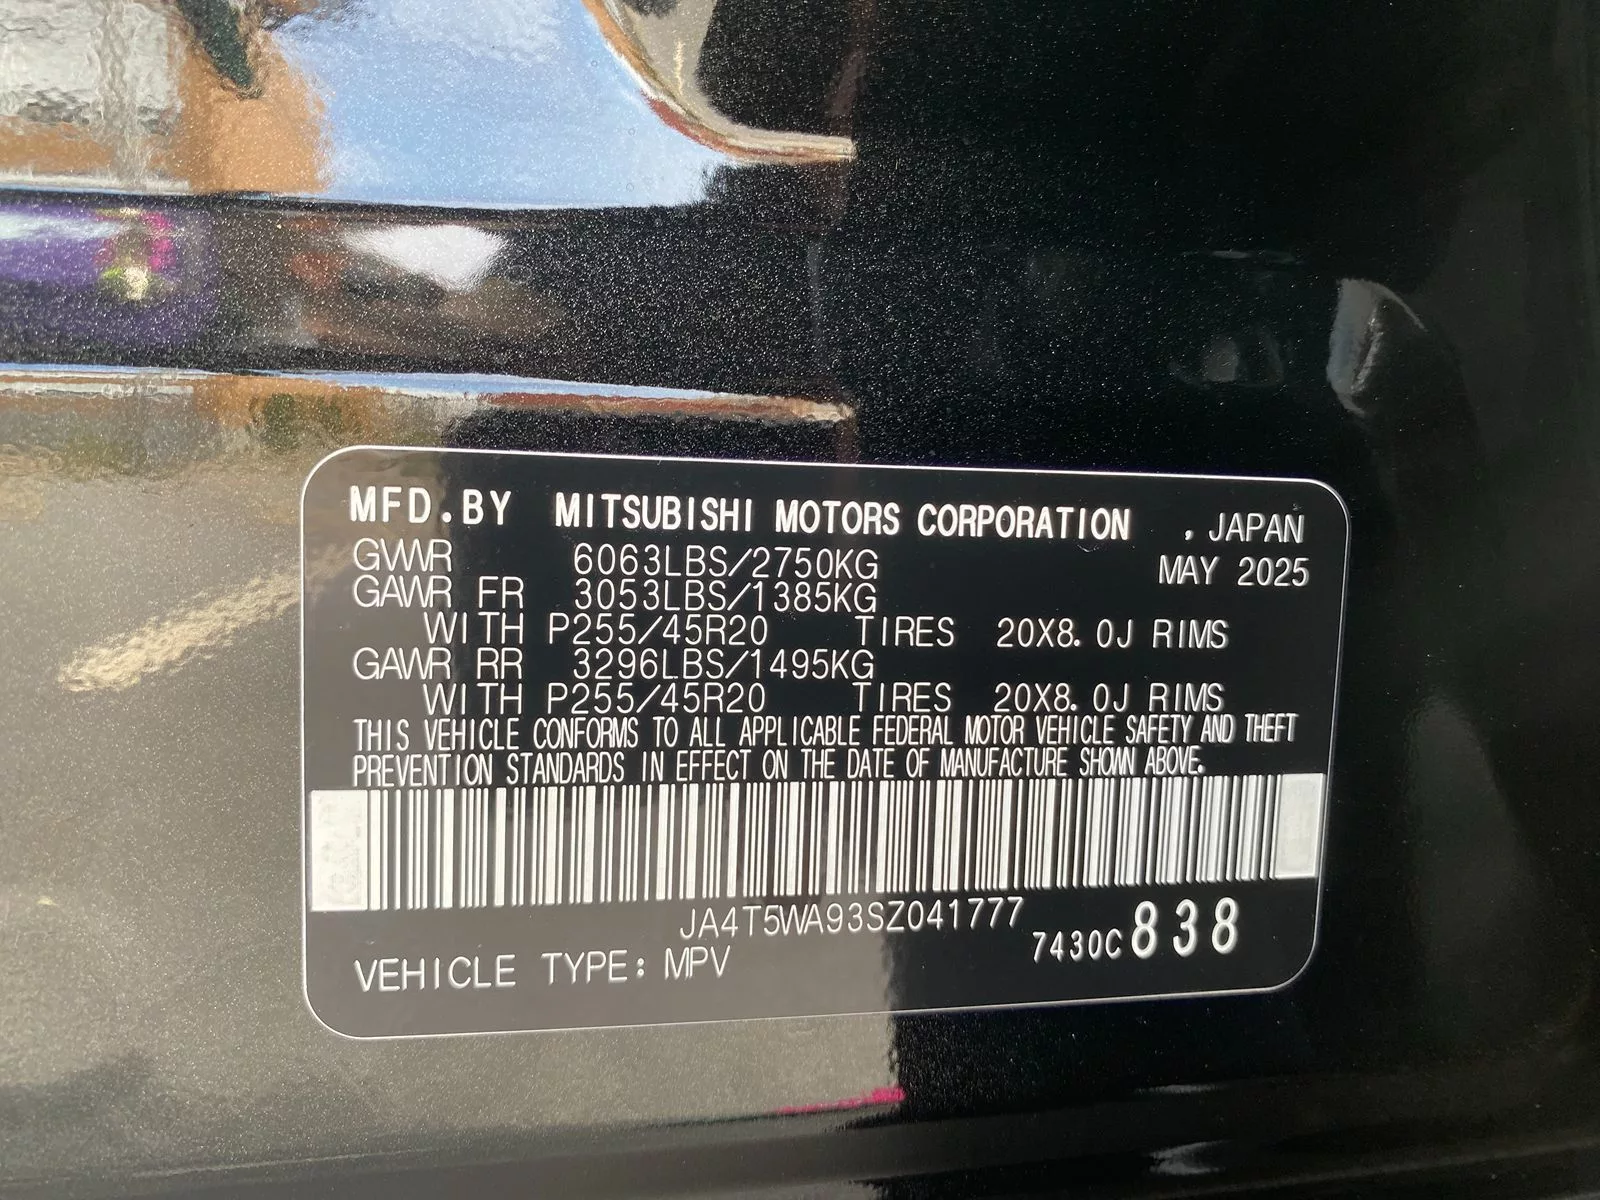 MFD.BY MITSUBISHI MOTORS CORPORATION , JAPAN
GVWR 6063LBS/2750KG MAY 2025
GAWR FR 3053LBS/1385KG
WITH P255/45R20 TIRES 20X8.0J RIMS
GAWR RR 3296LBS/1495KG
WITH P255/45R20 TIRES 20X8.0J RIMS
THIS VEHICLE CONFORMS TO ALL APPLICABLE FEDERAL MOTOR VEHICLE SAFETY AND THEFT
PREVENTION STANDARDS IN EFFECT ON THE DATE OF MANUFACTURE SHOWN ABOVE.
JA4T5WA93SZ041777
7430C838
VEHICLE TYPE: MPV